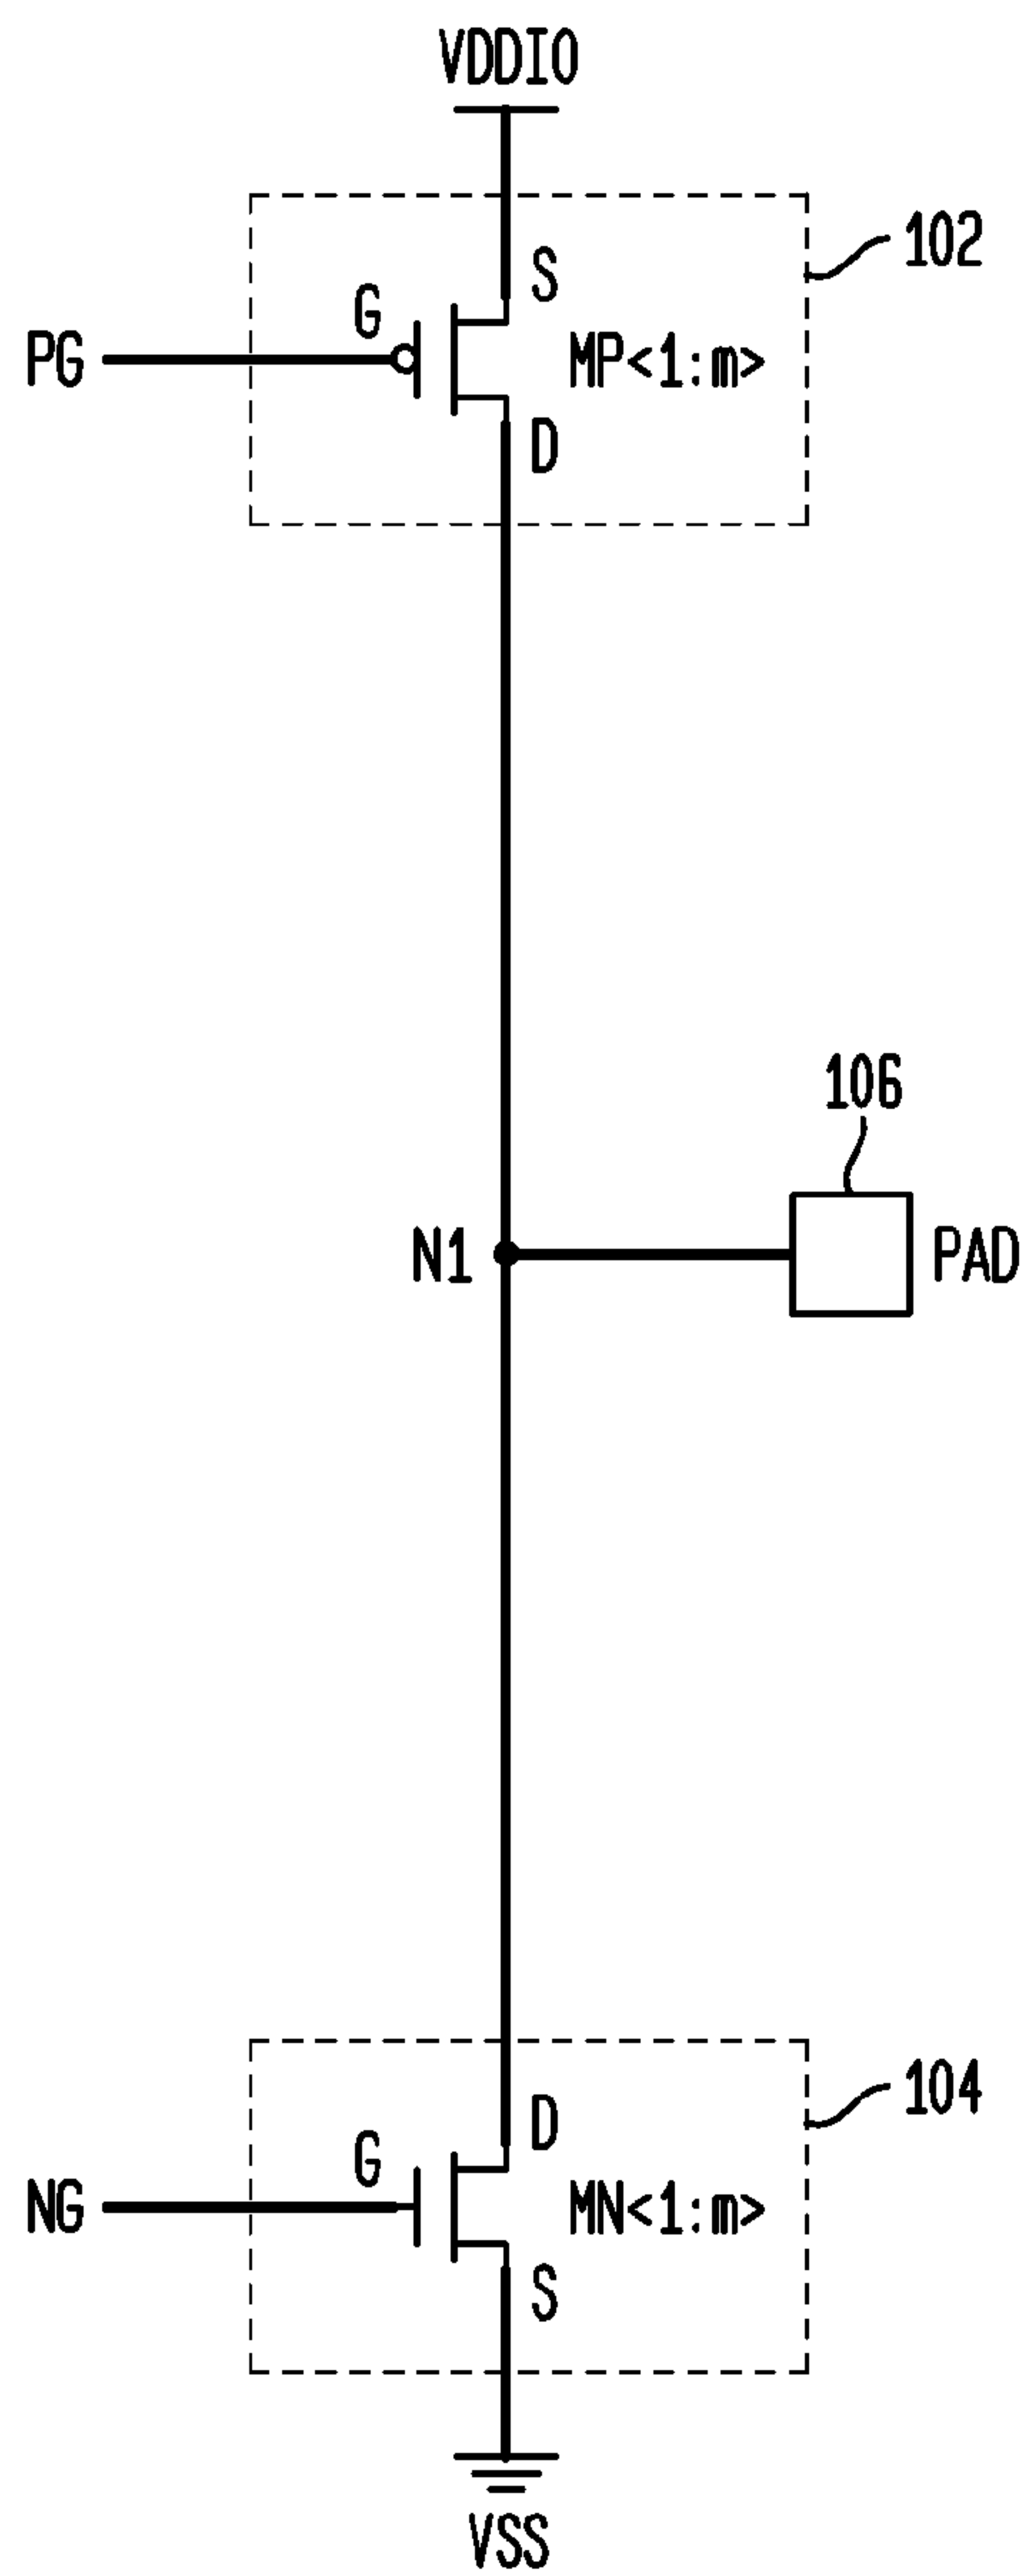 VDDIO
102
S
G
PG
MP<1:m>
D
106
N1
PAD
104
D
G
NG
MN<1:m>
S
VSS